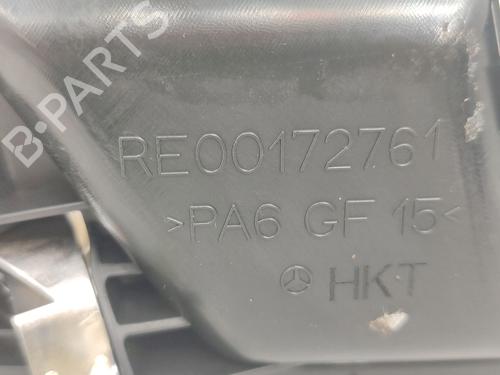 B-PARTS
RE00172761
>PA6 GF 15<
HKT